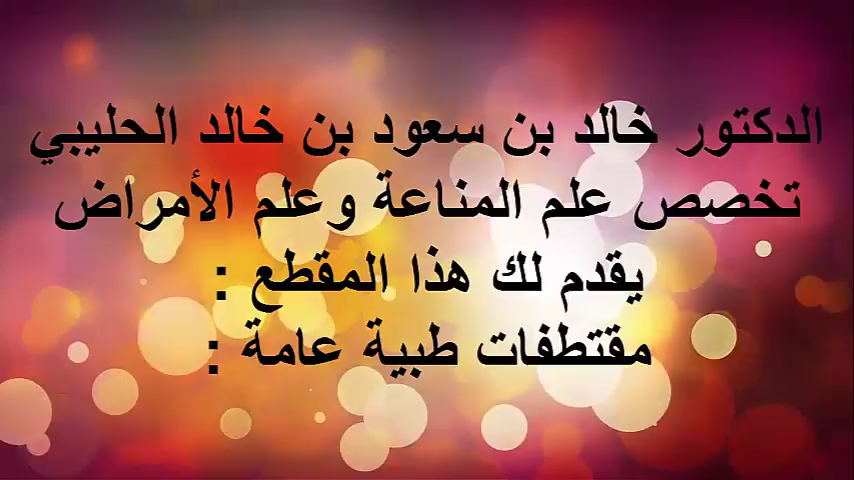 الدكتور خالد بن سعود بن خالد الحليبي
تخصص علم المناعة وعلم الأمراض
يقدم لك هذا المقطع :
مقتطفات طبية عامة :